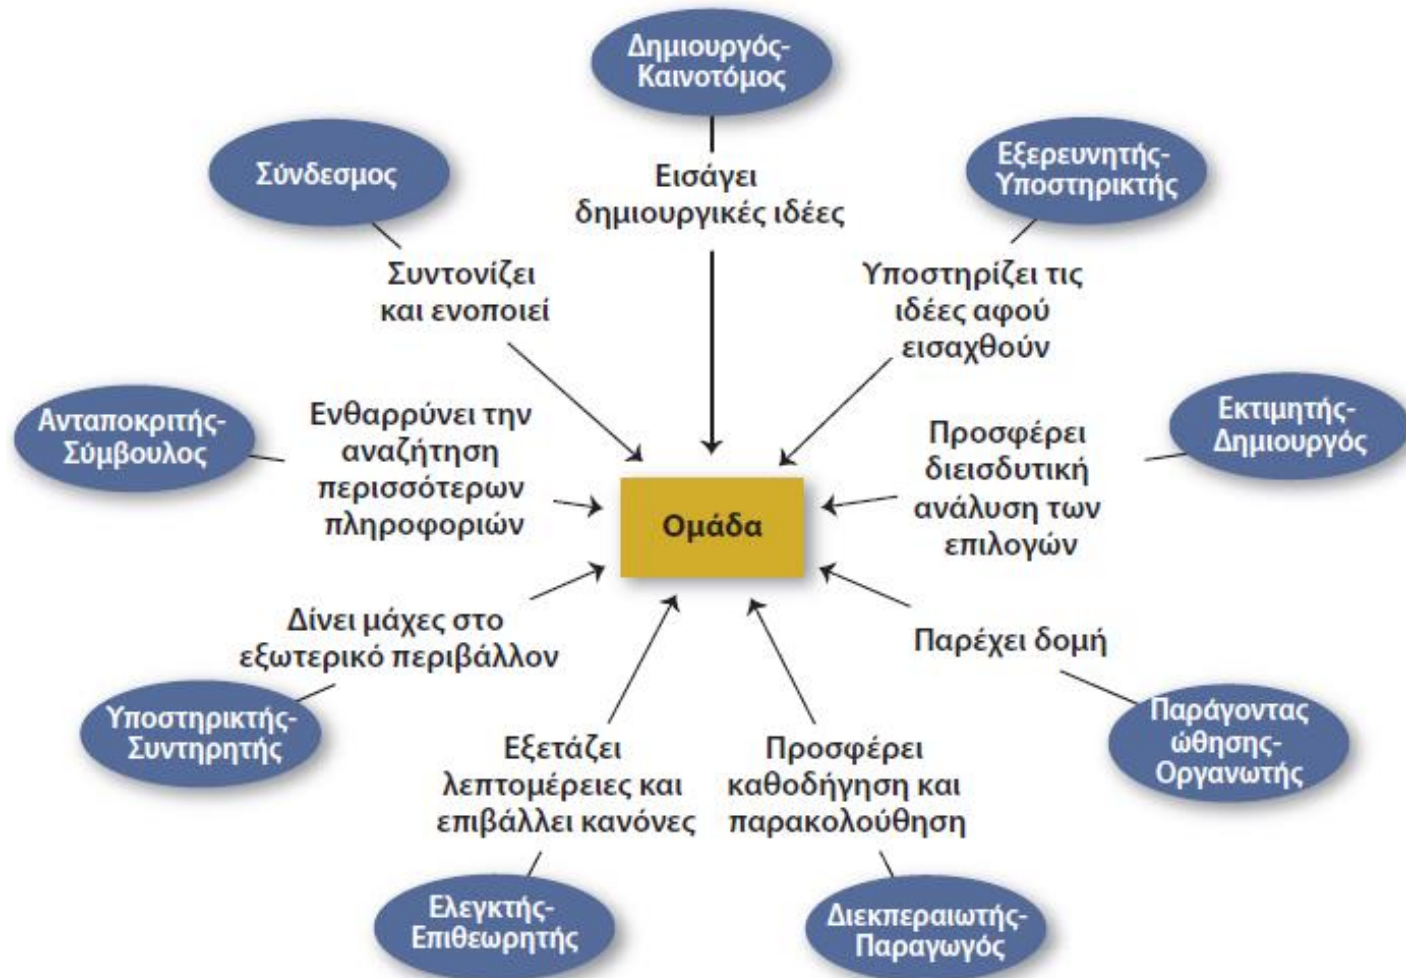 Δημιουργός-
Καινοτόμος
Εισάγει
δημιουργικές ιδέες
Εξερευνητής-
Υποστηρικτής
Υποστηρίζει τις
ιδέες αφού
εισαχθούν
Εκτιμητής-
Δημιουργός
Προσφέρει
διεισδυτική
ανάλυση των
επιλογών
Παράγοντας
ώθησης-
Οργανωτής
Παρέχει δομή
Διεκπεραιωτής-
Παραγωγός
Προσφέρει
καθοδήγηση και
παρακολούθηση
Ελεγκτής-
Επιθεωρητής
Εξετάζει
λεπτομέρειες και
επιβάλλει κανόνες
Υποστηρικτής-
Συντηρητής
Δίνει μάχες στο
εξωτερικό περιβάλλον
Ανταποκριτής-
Σύμβουλος
Ενθαρρύνει την
αναζήτηση
περισσότερων
πληροφοριών
Σύνδεσμος
Συντονίζει
και ενοποιεί
Ομάδα